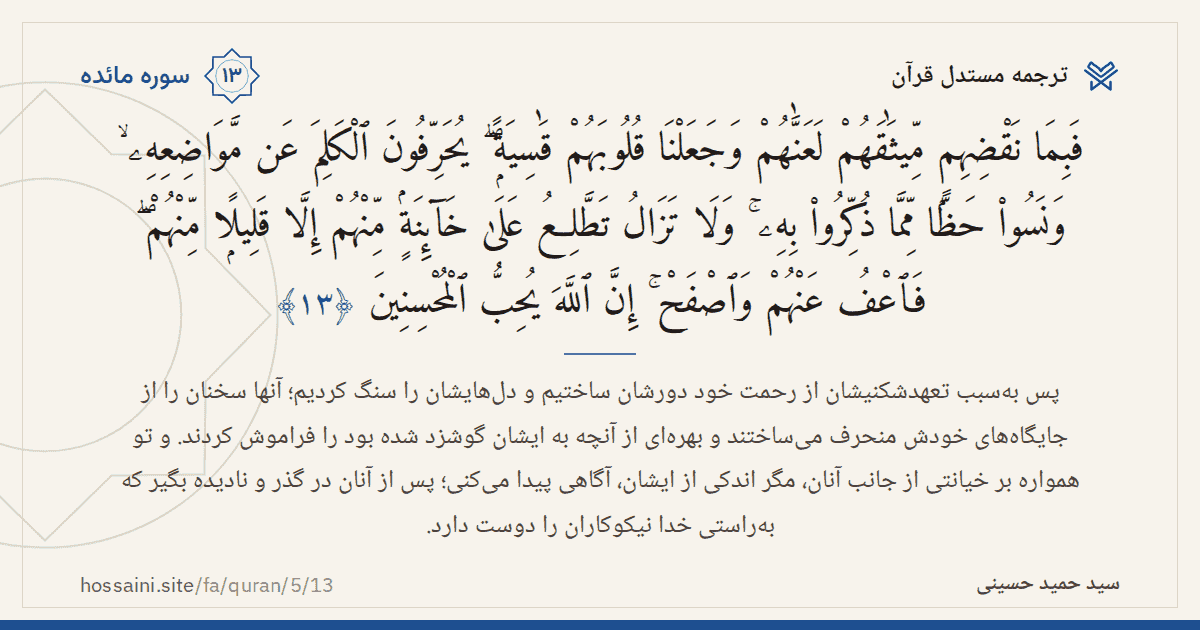 ترجمه مستدل قرآن
سوره مائده ۱۳
فَبِمَا نَقْضِهِم مِّيثَٰقَهُمْ لَعَنَّٰهُمْ وَجَعَلْنَا قُلُوبَهُمْ قَٰسِيَةًۖ يُحَرِّفُونَ ٱلْكَلِمَ عَن مَّوَاضِعِهِۦۙ
وَنَسُوا۟ حَظًّا مِّمَّا ذُكِّرُوا۟ بِهِۦۚ وَلَا تَزَالُ تَطَّلِعُ عَلَىٰ خَآئِنَةٍ مِّنْهُمْ إِلَّا قَلِيلًا مِّنْهُمْۖ
فَٱعْفُ عَنْهُمْ وَٱصْفَحْۚ إِنَّ ٱللَّهَ يُحِبُّ ٱلْمُحْسِنِينَ ﴿١٣﴾
پس به‌سبب تعهدشکنیشان از رحمت خود دورشان ساختیم و دل‌هایشان را سنگ کردیم؛ آنها سخنان را از
جایگاه‌های خودش منحرف می‌ساختند و بهره‌ای از آنچه به ایشان گوشزد شده بود را فراموش کردند. و تو
همواره بر خیانتی از جانب آنان، مگر اندکی از ایشان، آگاهی پیدا می‌کنی؛ پس از آنان در گذر و نادیده بگیر که
به‌راستی خدا نیکوکاران را دوست دارد.
سید حمید حسینی
hossaini.site/fa/quran/5/13